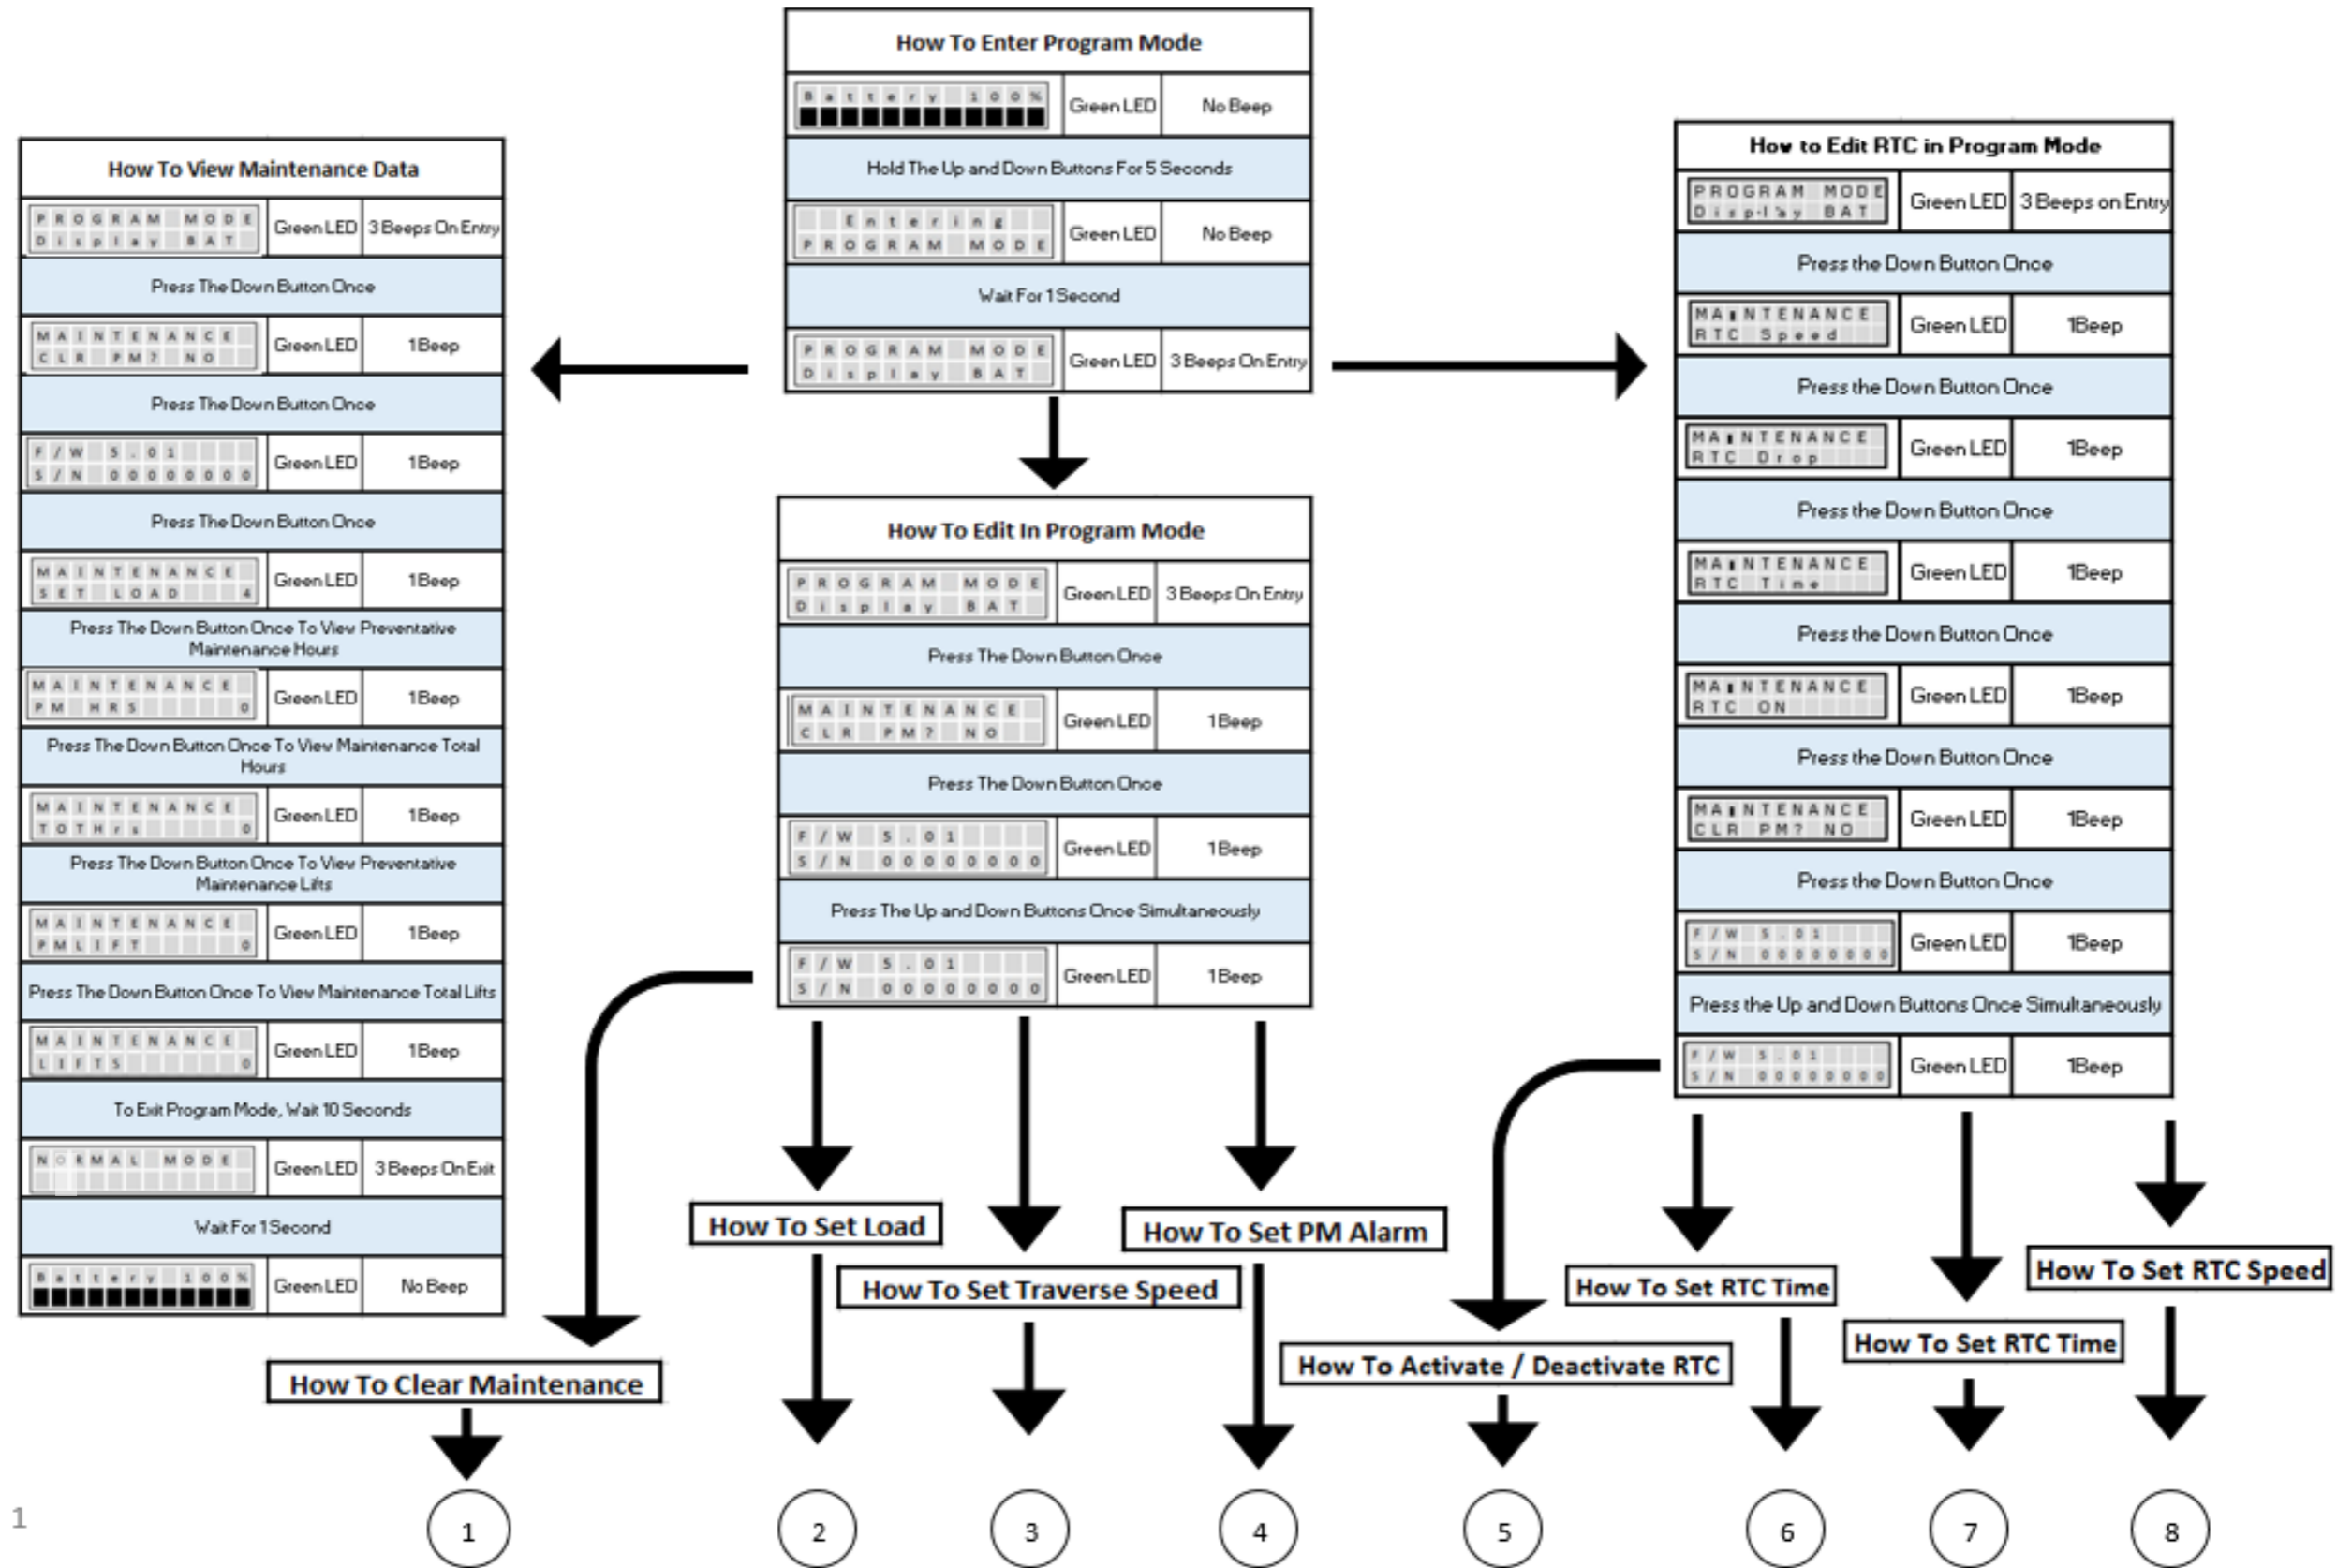 How To Enter Program Mode
Battery 100% Green LED No Beep
Hold The Up and Down Buttons For 5 Seconds
Entering
PROGRAM MODE Green LED No Beep
Wait For 1 Second
PROGRAM MODE
Display BAT Green LED 3 Beeps On Entry
How To View Maintenance Data
PROGRAM MODE
Display BAT Green LED 3 Beeps On Entry
Press The Down Button Once
MAINTENANCE
CLR PM? NO Green LED 1 Beep
Press The Down Button Once
F/W 5.01
S/N 00000000 Green LED 1 Beep
Press The Down Button Once
MAINTENANCE
SET LOAD 4 Green LED 1 Beep
Press The Down Button Once To View Preventative
Maintenance Hours
MAINTENANCE
PM HRS 0 Green LED 1 Beep
Press The Down Button Once To View Maintenance Total
Hours
MAINTENANCE
TOTHrs 0 Green LED 1 Beep
Press The Down Button Once To View Preventative
Maintenance Lifts
MAINTENANCE
PMLIFT 0 Green LED 1 Beep
Press The Down Button Once To View Maintenance Total Lifts
MAINTENANCE
LIFTS 0 Green LED 1 Beep
To Exit Program Mode, Wait 10 Seconds
NORMAL MODE Green LED 3 Beeps On Exit
Wait For 1 Second
Battery 100% Green LED No Beep
How To Edit In Program Mode
PROGRAM MODE
Display BAT Green LED 3 Beeps On Entry
Press The Down Button Once
MAINTENANCE
CLR PM? NO Green LED 1 Beep
Press The Down Button Once
F/W 5.01
S/N 00000000 Green LED 1 Beep
Press The Up and Down Buttons Once Simultaneously
F/W 5.01
S/N 00000000 Green LED 1 Beep
How to Edit RTC in Program Mode
PROGRAM MODE
Display BAT Green LED 3 Beeps on Entry
Press the Down Button Once
MAINTENANCE
RTC Speed Green LED 1Beep
Press the Down Button Once
MAINTENANCE
RTC Drop Green LED 1Beep
Press the Down Button Once
MAINTENANCE
RTC Time Green LED 1Beep
Press the Down Button Once
MAINTENANCE
RTC ON Green LED 1Beep
Press the Down Button Once
MAINTENANCE
CLR PM? NO Green LED 1Beep
Press the Down Button Once
F/W 5.01
S/N 00000000 Green LED 1Beep
Press the Up and Down Buttons Once Simultaneously
F/W 5.01
S/N 00000000 Green LED 1Beep
How To Clear Maintenance
How To Set Load
How To Set Traverse Speed
How To Set PM Alarm
How To Activate / Deactivate RTC
How To Set RTC Time
How To Set RTC Time
How To Set RTC Speed
1 1 2 3 4 5 6 7 8